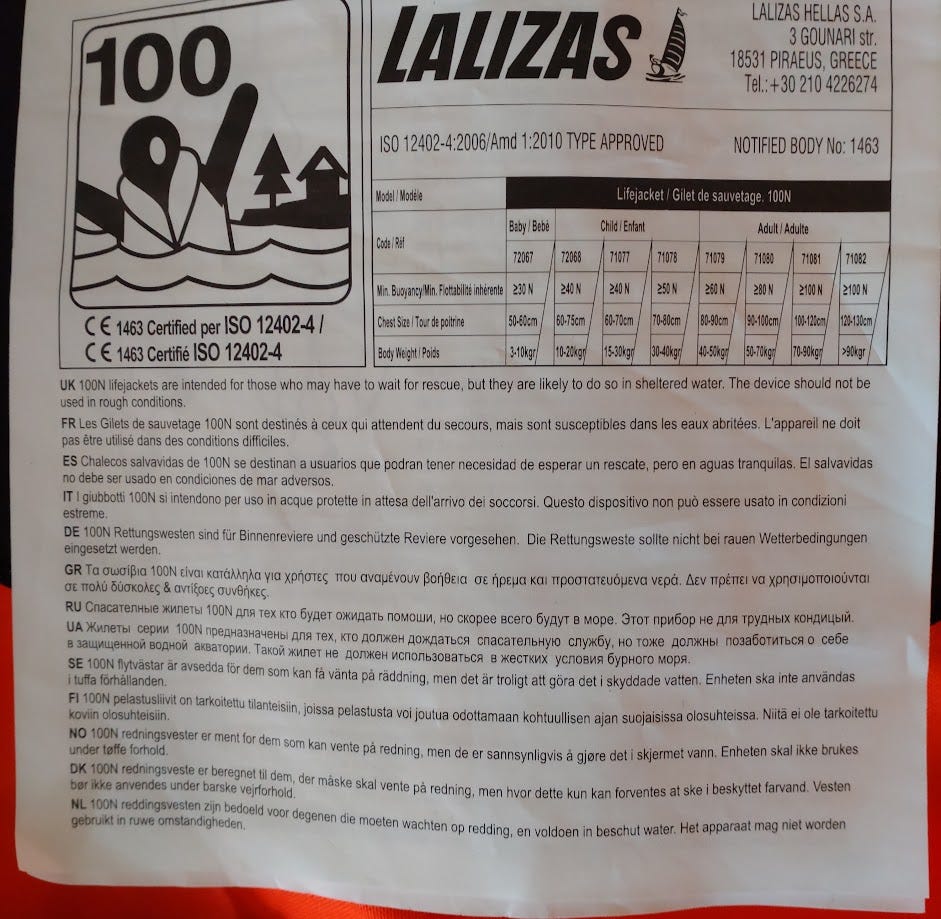 100
LALIZAS
LALIZAS HELLAS S.A.
3 GOUNARI str.
18531 PIRAEUS, GREECE
Tel.:+30 210 4226274
ISO 12402-4:2006/Amd 1:2010 TYPE APPROVED NOTIFIED BODY No: 1463
Model / Modèle Lifejacket / Gilet de sauvetage. 100N
Code / Réf Baby / Bebé Child / Enfant Adult / Adulte
72067 72068 71077 71078 71079 71080 71081 71082
Min. Buoyancy/Min. Flottabilité inhérente ≥30 N ≥40 N ≥40 N ≥50 N ≥60 N ≥80 N ≥100 N ≥100 N
Chest Size / Tour de poitrine 50-60cm 60-75cm 60-70cm 70-80cm 80-90cm 90-100cm 100-120cm 120-130cm
Body Weight / Poids 3-10kgr 10-20kgr 15-30kgr 30-40kgr 40-50kgr 50-70kgr 70-90kgr >90kgr
CE 1463 Certified per ISO 12402-4 /
CE 1463 Certifié ISO 12402-4
UK 100N lifejackets are intended for those who may have to wait for rescue, but they are likely to do so in sheltered water. The device should not be
used in rough conditions.
FR Les Gilets de sauvetage 100N sont destinés à ceux qui attendent du secours, mais sont susceptibles dans les eaux abritées. L'appareil ne doit
pas être utilisé dans des conditions difficiles.
ES Chalecos salvavidas de 100N se destinan a usuarios que podran tener necesidad de esperar un rescate, pero en aguas tranquilas. El salvavidas
no debe ser usado en condiciones de mar adversos.
IT I giubbotti 100N si intendono per uso in acque protette in attesa dell'arrivo dei soccorsi. Questo dispositivo non può essere usato in condizioni
estreme.
DE 100N Rettungswesten sind für Binnenreviere und geschützte Reviere vorgesehen. Die Rettungsweste sollte nicht bei rauen Wetterbedingungen
eingesetzt werden.
GR Τα σωσίβια 100N είναι κατάλληλα για χρήστες που αναμένουν βοήθεια σε ήρεμα και προστατευόμενα νερά. Δεν πρέπει να χρησιμοποιούνται
σε πολύ δύσκολες & αντίξοες συνθήκες.
RU Спасателные жилеты 100N для тех кто будет ожидать помоши, но скорее всего будут в море. Этот прибор не для трудных кондицый.
UA Жилеты серии 100N предназначены для тех, кто должен дождаться спасательную службу, но тоже должны позаботиться о себе
в защищенной водной акватории. Такой жилет не должен использоваться в жестких условия бурного моря.
SE 100N flytvästar är avsedda för dem som kan få vänta på räddning, men det är troligt att göra det i skyddade vatten. Enheten ska inte användas
i tuffa förhållanden.
FI 100N pelastusliivit on tarkoitettu tilanteisiin, joissa pelastusta voi joutua odottamaan kohtuullisen ajan suojaisissa olosuhteissa. Niitä ei ole tarkoitettu
koviin olosuhteisiin.
NO 100N redningsvester er ment for dem som kan vente på redning, men de er sannsynligvis å gjøre det i skjermet vann. Enheten skal ikke brukes
under tøffe forhold.
DK 100N redningsveste er beregnet til dem, der måske skal vente på redning, men hvor dette kun kan forventes at ske i beskyttet farvand. Vesten
bør ikke anvendes under barske vejrforhold.
NL 100N reddingsvesten zijn bedoeld voor degenen die moeten wachten op redding, en voldoen in beschut water. Het apparaat mag niet worden
gebruikt in ruwe omstandigheden.